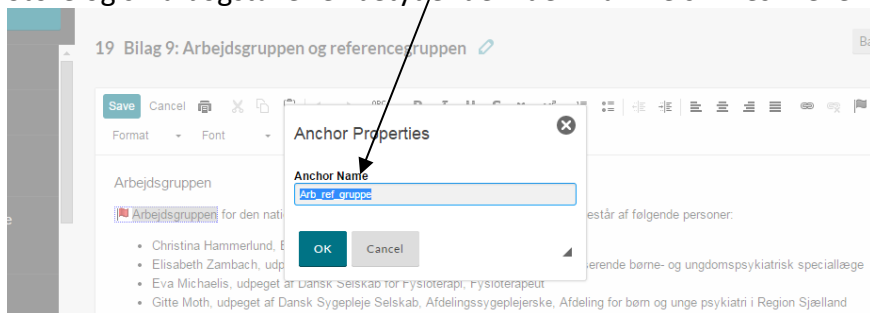 19 Bilag 9: Arbejdsgruppen og referencegruppen
Save Cancel
Format Font
Anchor Properties
Anchor Name
Arb_ref_gruppe
OK Cancel
Arbejdsgruppen
Arbejdsgruppen for den nati estår af følgende personer:
• Christina Hammerlund,
• Elisabeth Zambach, udp erende børne- og ungdomspsykiatrisk speciallæge
• Eva Michaelis, udpeget af Dansk Selskab for Fysioterapi, Fysioterapeut
• Gitte Moth, udpeget af Dansk Sygepleje Selskab, Afdelingssygeplejerske, Afdeling for børn og unge psykiatri i Region Sjælland